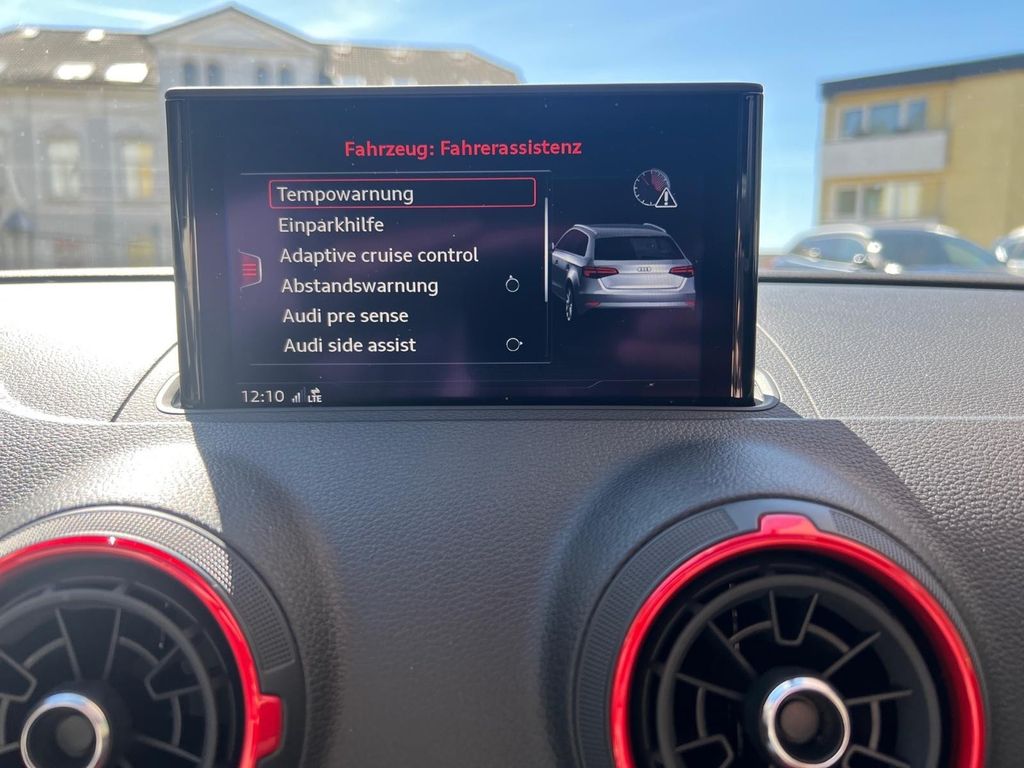 Fahrzeug: Fahrerassistenz
Tempowarnung
Einparkhilfe
Adaptive cruise control
Abstandswarnung
Audi pre sense
Audi side assist
12:10 LTE